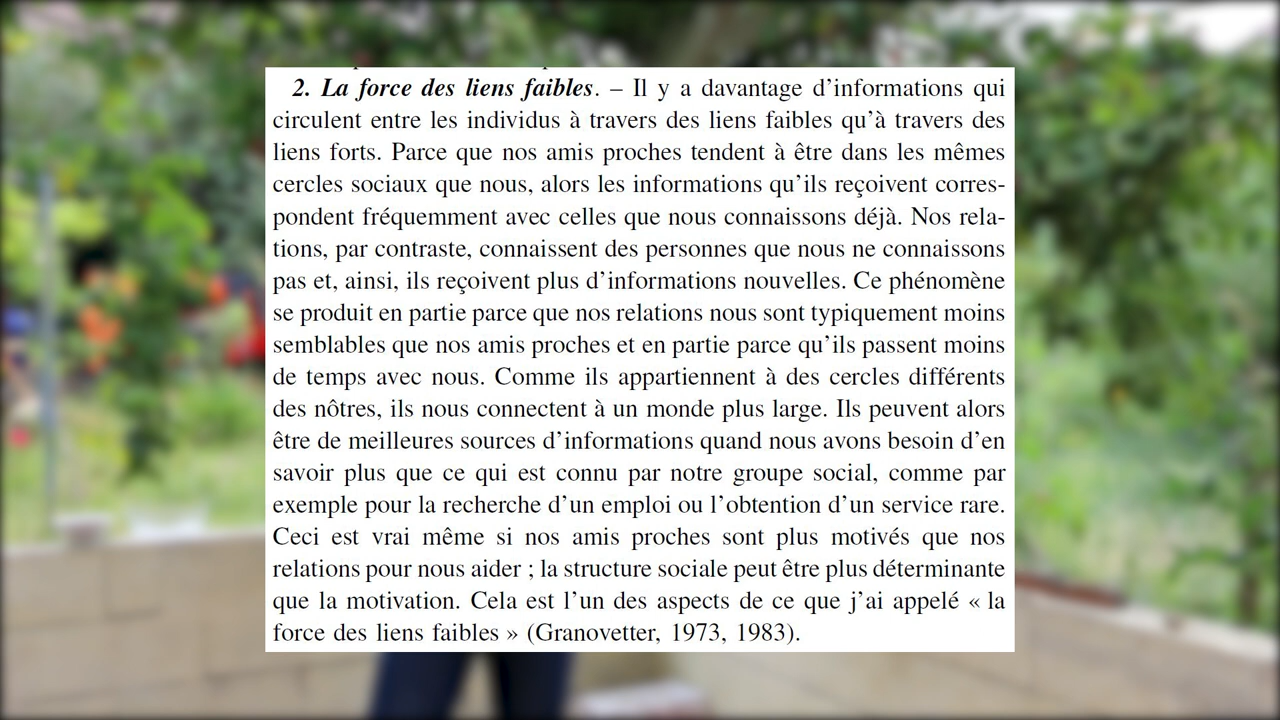 2. La force des liens faibles. – Il y a davantage d’informations qui
circulent entre les individus à travers des liens faibles qu’à travers des
liens forts. Parce que nos amis proches tendent à être dans les mêmes
cercles sociaux que nous, alors les informations qu’ils reçoivent corres-
pondent fréquemment avec celles que nous connaissons déjà. Nos rela-
tions, par contraste, connaissent des personnes que nous ne connaissons
pas et, ainsi, ils reçoivent plus d’informations nouvelles. Ce phénomène
se produit en partie parce que nos relations nous sont typiquement moins
semblables que nos amis proches et en partie parce qu’ils passent moins
de temps avec nous. Comme ils appartiennent à des cercles différents
des nôtres, ils nous connectent à un monde plus large. Ils peuvent alors
être de meilleures sources d’informations quand nous avons besoin d’en
savoir plus que ce qui est connu par notre groupe social, comme par
exemple pour la recherche d’un emploi ou l’obtention d’un service rare.
Ceci est vrai même si nos amis proches sont plus motivés que nos
relations pour nous aider ; la structure sociale peut être plus déterminante
que la motivation. Cela est l’un des aspects de ce que j’ai appelé « la
force des liens faibles » (Granovetter, 1973, 1983).